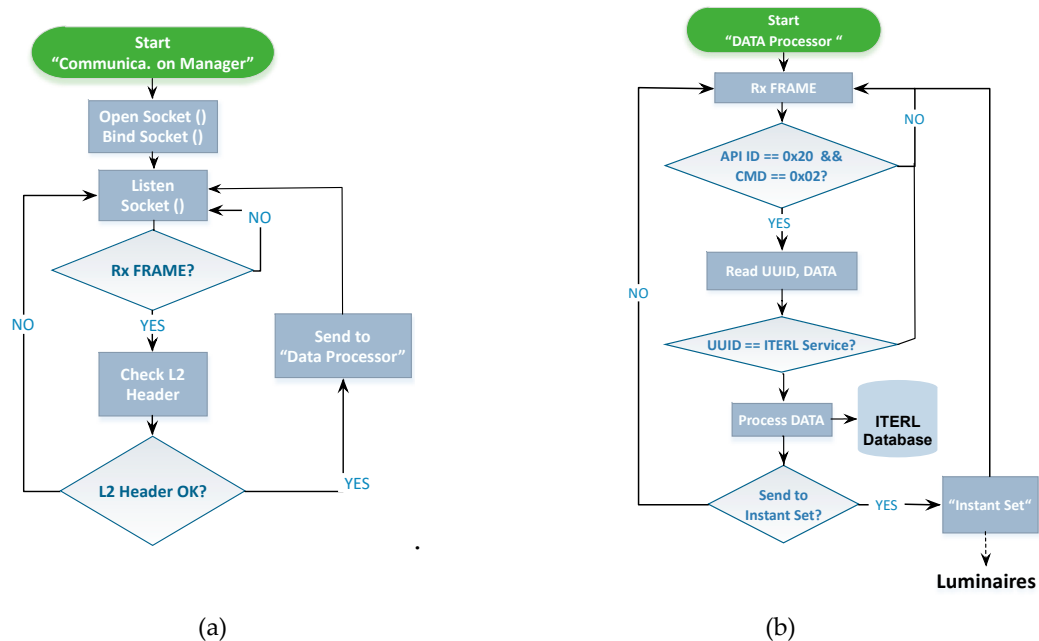 Start
“Communica. on Manager”
Open Socket ()
Bind Socket ()
Listen
Socket ()
NO
Rx FRAME?
NO
YES
Send to
“Data Processor”
Check L2
Header
L2 Header OK?
YES
.
(a)
Start
“DATA Processor “
Rx FRAME
NO
API ID == 0x20 &&
CMD == 0x02?
YES
Read UUID, DATA
NO
UUID == ITERL Service?
Process DATA
ITERL
Database
Send to
Instant Set?
YES
“Instant Set“
Luminaires
(b)